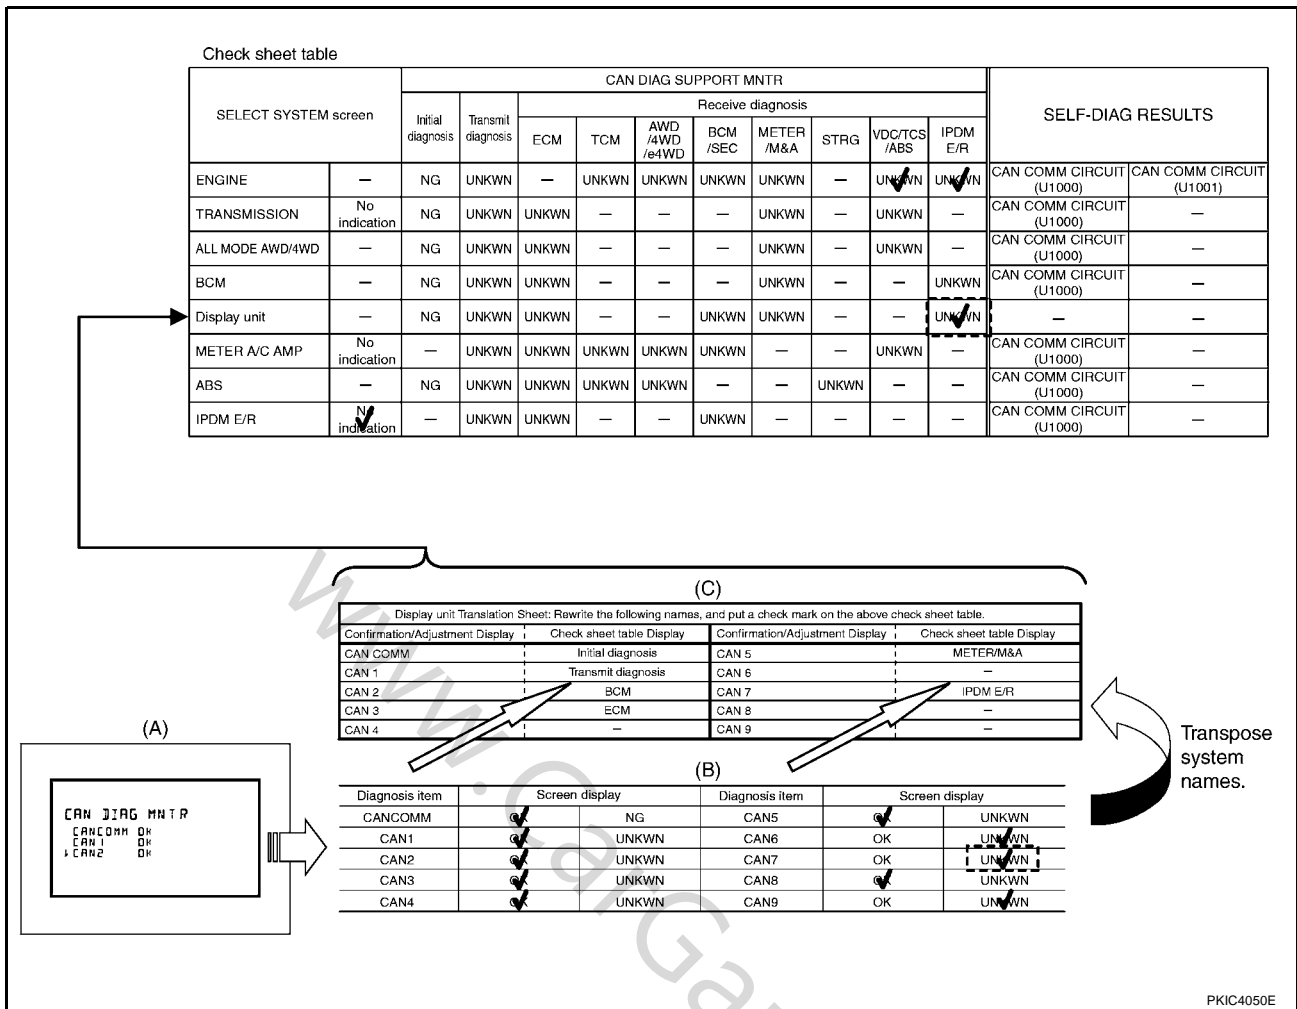 Check sheet table
SELECT SYSTEM screen
CAN DIAG SUPPORT MNTR
SELF-DIAG RESULTS
Initial diagnosis
Transmit diagnosis
Receive diagnosis
ECM TCM AWD /4WD /e4WD BCM /SEC METER /M&A STRG VDC/TCS /ABS IPDM E/R
ENGINE — NG UNKWN — UNKWN UNKWN UNKWN UNKWN — UNKWN UNKWN CAN COMM CIRCUIT (U1000) CAN COMM CIRCUIT (U1001)
TRANSMISSION No indication NG UNKWN UNKWN — — — UNKWN — UNKWN — CAN COMM CIRCUIT (U1000) —
ALL MODE AWD/4WD — NG UNKWN UNKWN — — — UNKWN — UNKWN — CAN COMM CIRCUIT (U1000) —
BCM — NG UNKWN UNKWN — — — UNKWN — — UNKWN CAN COMM CIRCUIT (U1000) —
Display unit — NG UNKWN UNKWN — — UNKWN UNKWN — — UNKWN — —
METER A/C AMP No indication — UNKWN UNKWN UNKWN UNKWN UNKWN — — UNKWN — CAN COMM CIRCUIT (U1000) —
ABS — NG UNKWN UNKWN UNKWN UNKWN — — UNKWN — — CAN COMM CIRCUIT (U1000) —
IPDM E/R No indication — UNKWN UNKWN — — UNKWN — — — — CAN COMM CIRCUIT (U1000) —
(C)
Display unit Translation Sheet: Rewrite the following names, and put a check mark on the above check sheet table.
Confirmation/Adjustment Display Check sheet table Display Confirmation/Adjustment Display Check sheet table Display
CAN COMM Initial diagnosis CAN 5 METER/M&A
CAN 1 Transmit diagnosis CAN 6 —
CAN 2 BCM CAN 7 IPDM E/R
CAN 3 ECM CAN 8 —
CAN 4 — CAN 9 —
(A)
CAN DIAG MNTR
CANCOMM OK
CAN1 OK
CAN2 OK
(B)
Diagnosis item Screen display Diagnosis item Screen display
CANCOMM OK NG CAN5 OK UNKWN
CAN1 OK UNKWN CAN6 OK UNKWN
CAN2 OK UNKWN CAN7 OK UNKWN
CAN3 OK UNKWN CAN8 OK UNKWN
CAN4 OK UNKWN CAN9 OK UNKWN
Transpose
system
names.
PKIC4050E